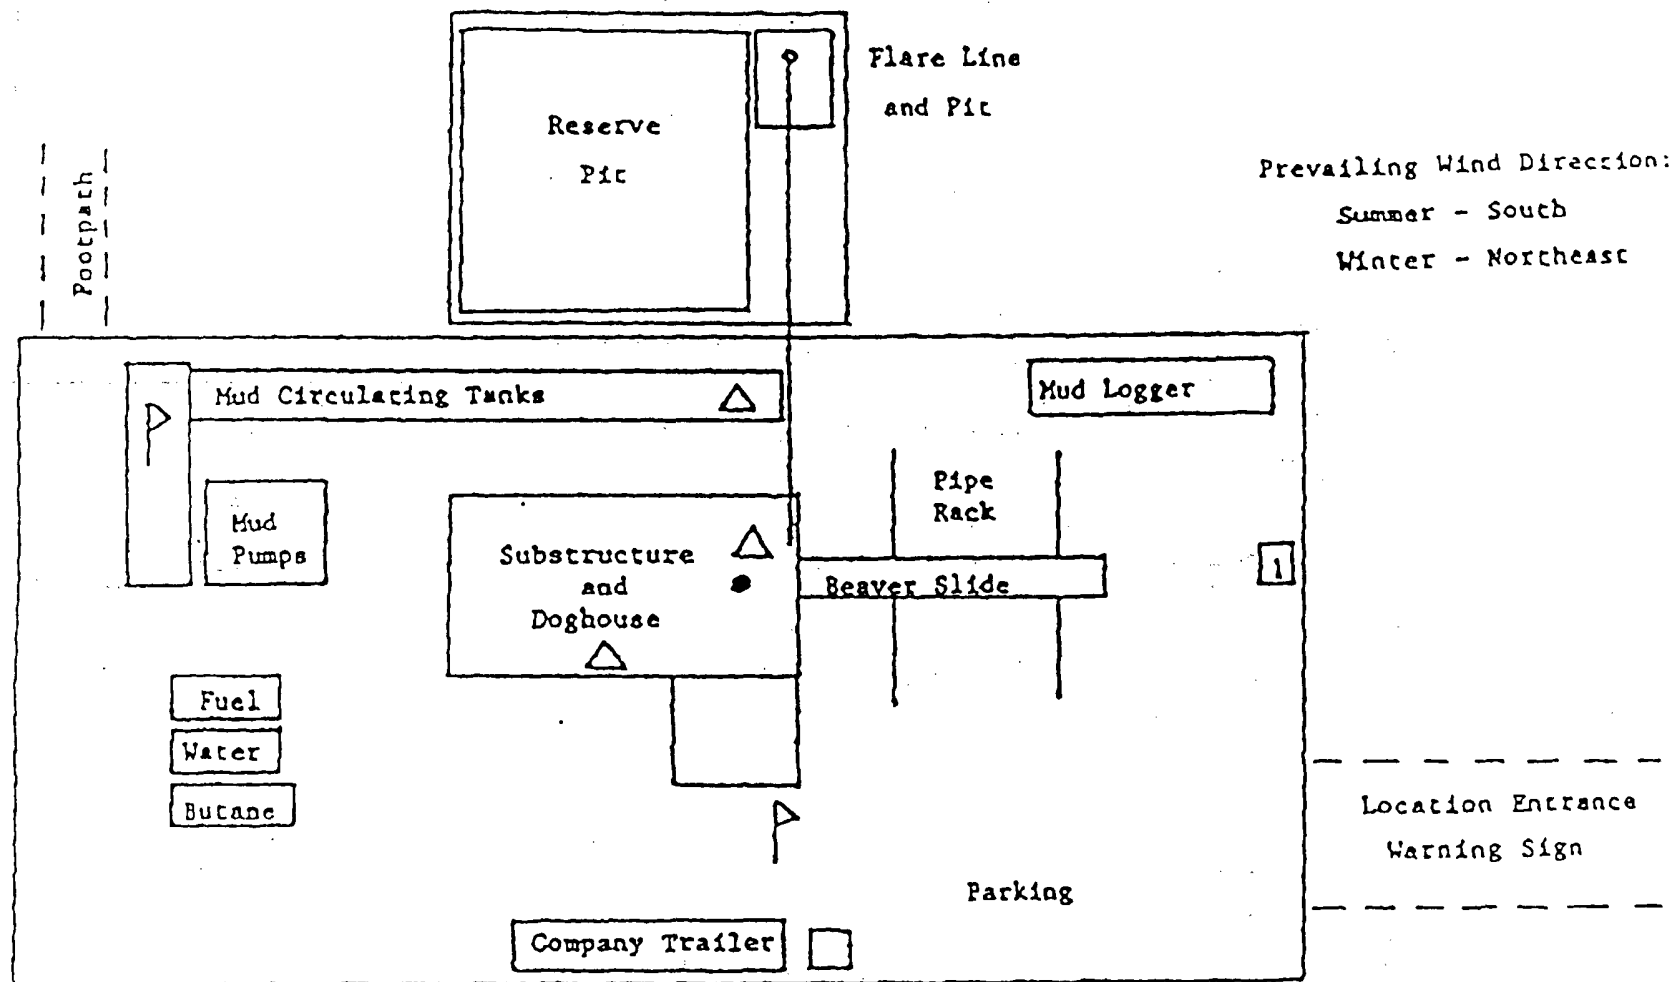 Flare Line
and Pit
Reserve
Pit
Footpath
Prevailing Wind Direction:
Summer - South
Winter - Northeast
Mud Circulating Tanks
Mud Logger
Pipe
Rack
Mud
Pumps
Substructure
and
Doghouse
Beaver Slide
1
Fuel
Water
Butane
Location Entrance
Warning Sign
Parking
Company Trailer